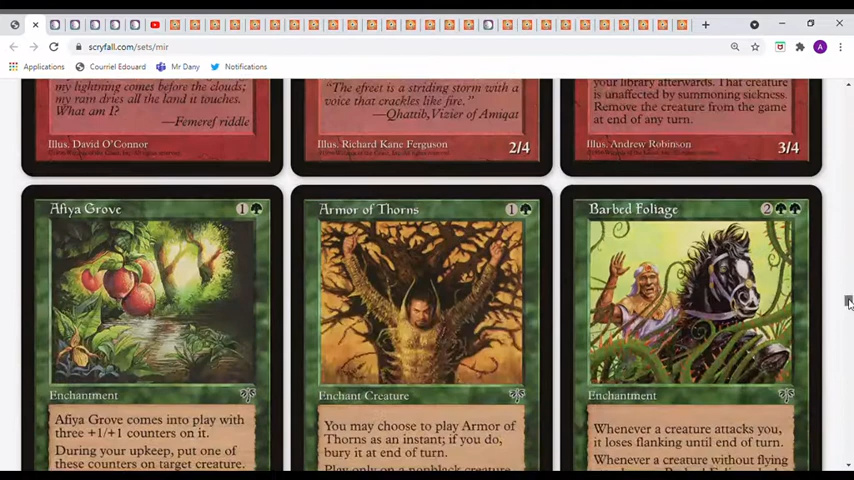 scryfall.com/sets/mir
Applications
Courriel Edouard
Mr Dany
Notifications
my lightning comes before the clouds;
my rain dries all the land it touches.
What am I?
—Femeref riddle
Illus. David O'Connor
"The efreet is a striding storm with a
voice that crackles like fire."
—Qhattib, Vizier of Amiqat
Illus. Richard Kane Ferguson
2/4
your library afterwards. That creature
is unaffected by summoning sickness.
Remove the creature from the game
at end of any turn.
Illus. Andrew Robinson
3/4
Afiya Grove
1
Enchantment
Afiya Grove comes into play with
three +1/+1 counters on it.
During your upkeep, put one of
these counters on target creature.
Armor of Thorns
1
Enchant Creature
You may choose to play Armor of
Thorns as an instant; if you do,
bury it at end of turn.
Play only on a nonblack creature
Barbed Foliage
2
Enchantment
Whenever a creature attacks you,
it loses flanking until end of turn.
Whenever a creature without flying